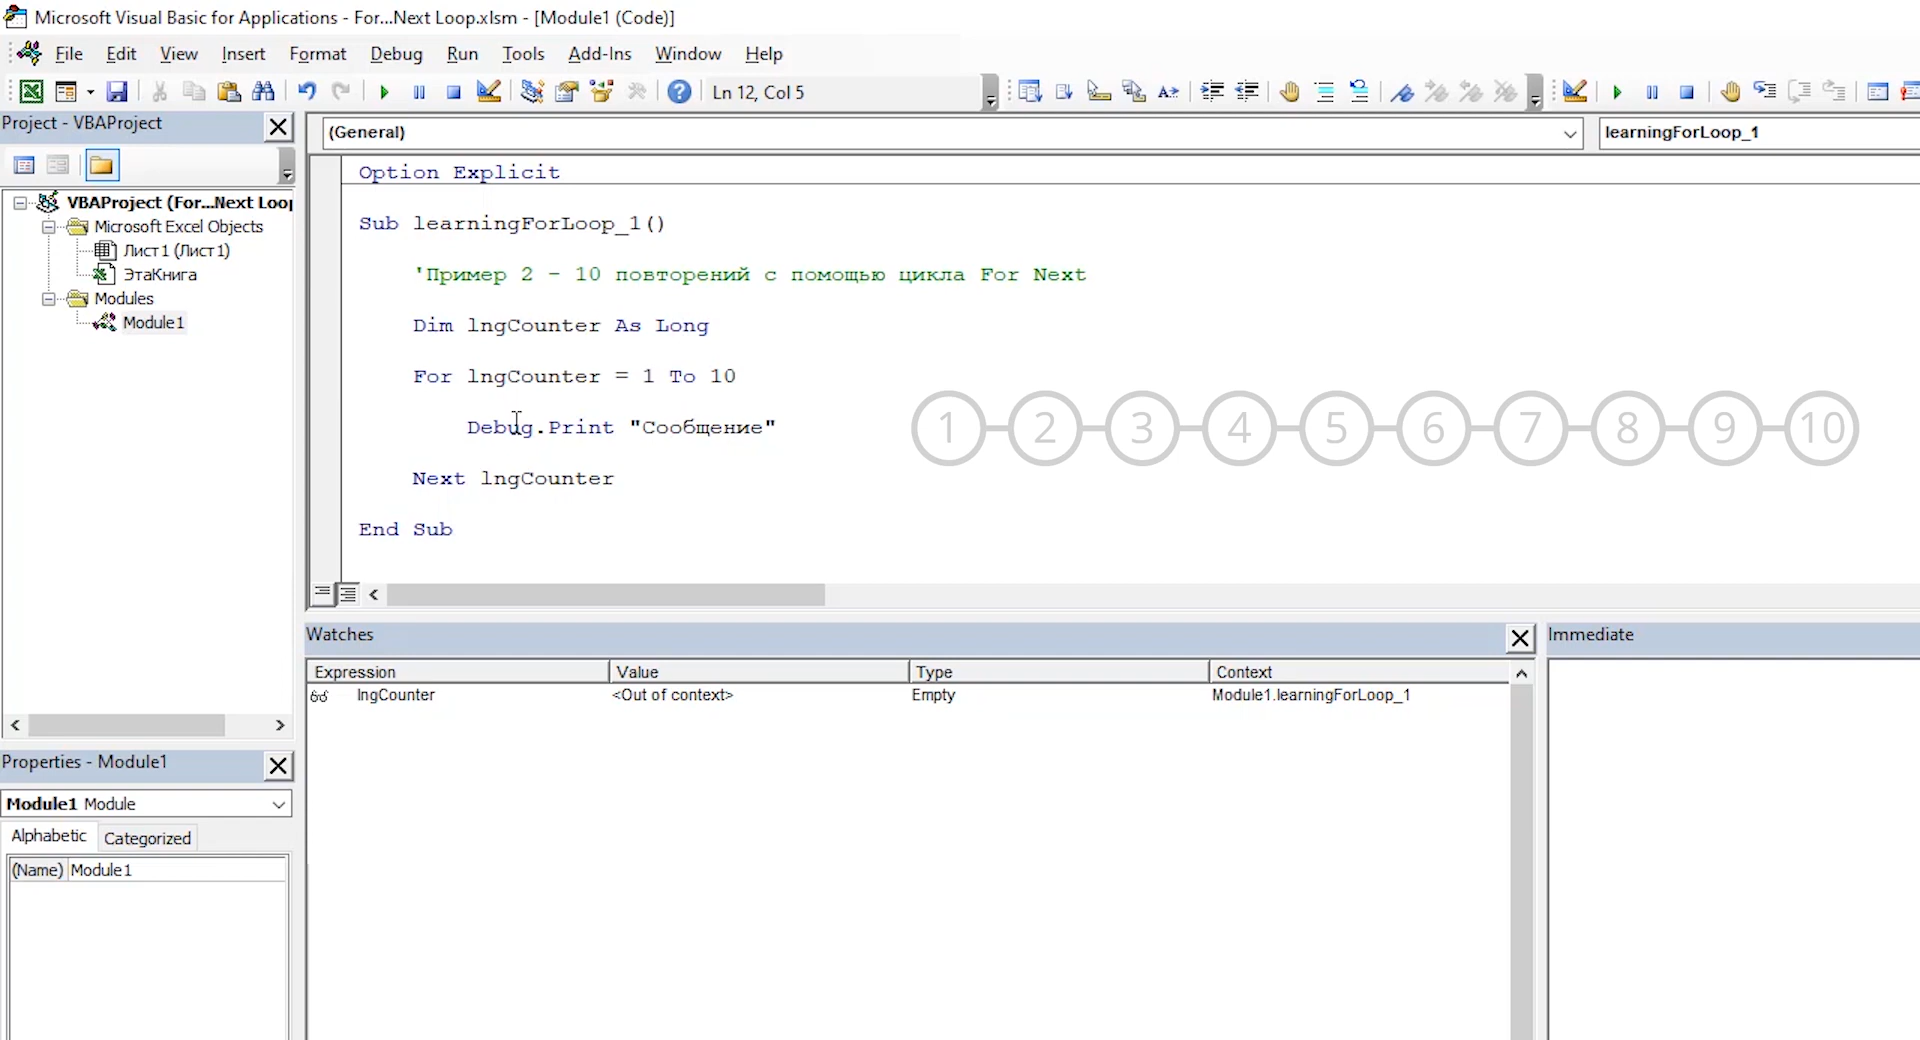 Microsoft Visual Basic for Applications - For...Next Loop.xlsm - [Module1 (Code)]
File Edit View Insert Format Debug Run Tools Add-Ins Window Help
Ln 12, Col 5
Project - VBAProject
(General)
learningForLoop_1
VBAProject (For...Next Loop
Microsoft Excel Objects
Лист1 (Лист1)
ЭтаКнига
Modules
Module1
Option Explicit
Sub learningForLoop_1()
'Пример 2 - 10 повторений с помощью цикла For Next
Dim lngCounter As Long
For lngCounter = 1 To 10
Debug.Print "Сообщение"
Next lngCounter
End Sub
1 2 3 4 5 6 7 8 9 10
Properties - Module1
Module1 Module
Alphabetic Categorized
(Name) Module1
Watches
Expression Value Type Context
lngCounter <Out of context> Empty Module1.learningForLoop_1
Immediate